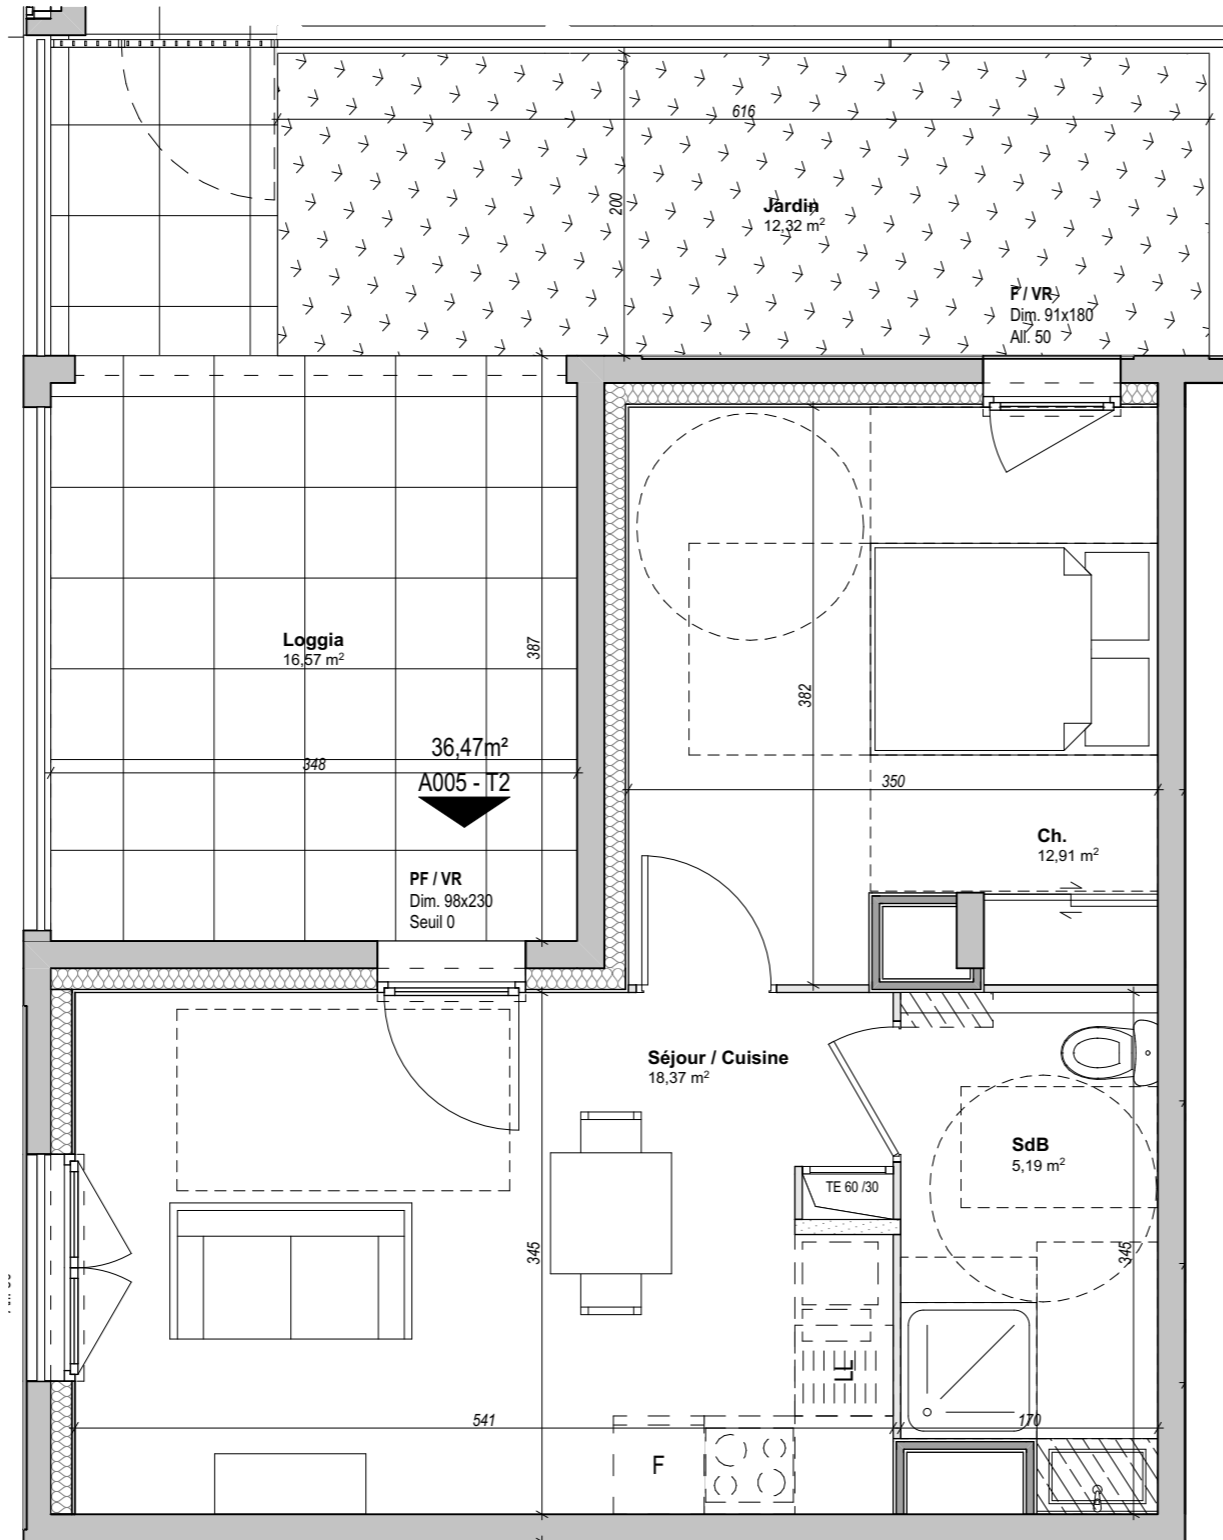 616
200
Jardin
12,32 m²
F / VR
Dim. 91x180
All. 50
Loggia
16,57 m²
387
382
36,47m²
348
A005 - T2
350
Ch.
12,91 m²
PF / VR
Dim. 98x230
Seuil 0
Séjour / Cuisine
18,37 m²
SdB
5,19 m²
TE 60 /30
345
345
LL
541
170
F